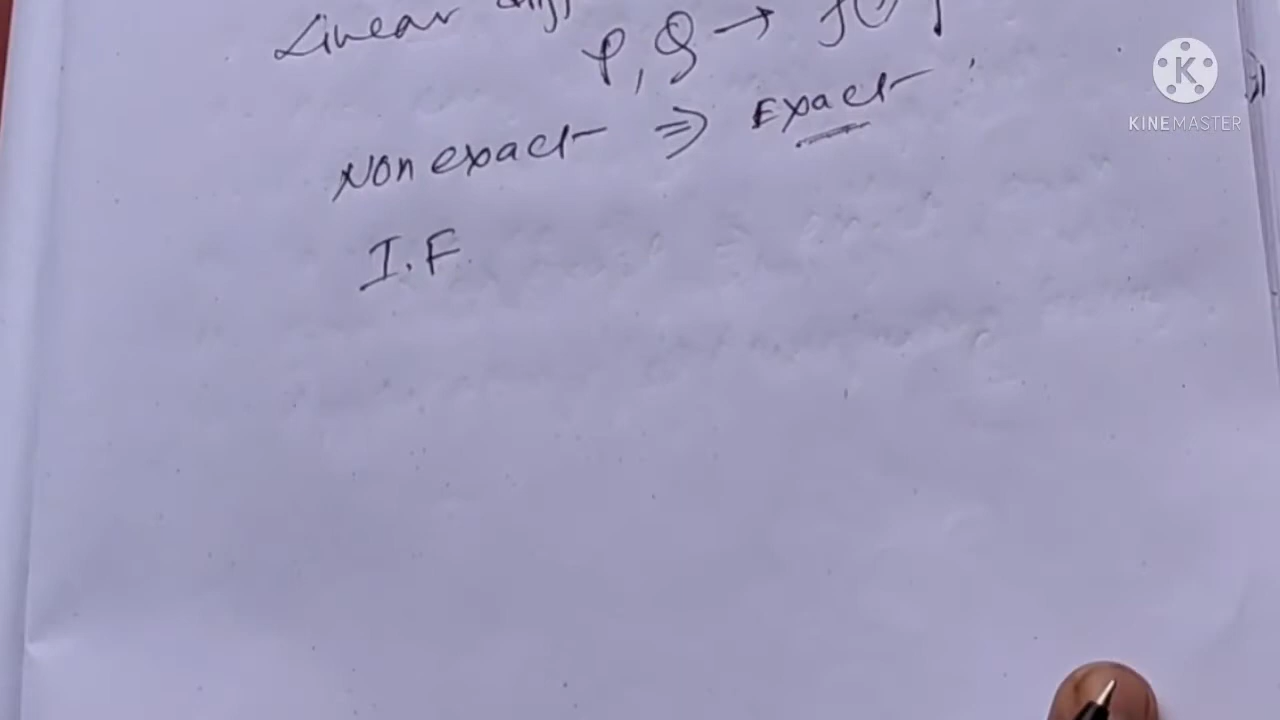 Linear
P, Q →
Non exact ⇒ Exact
I.F.
KINEMASTER